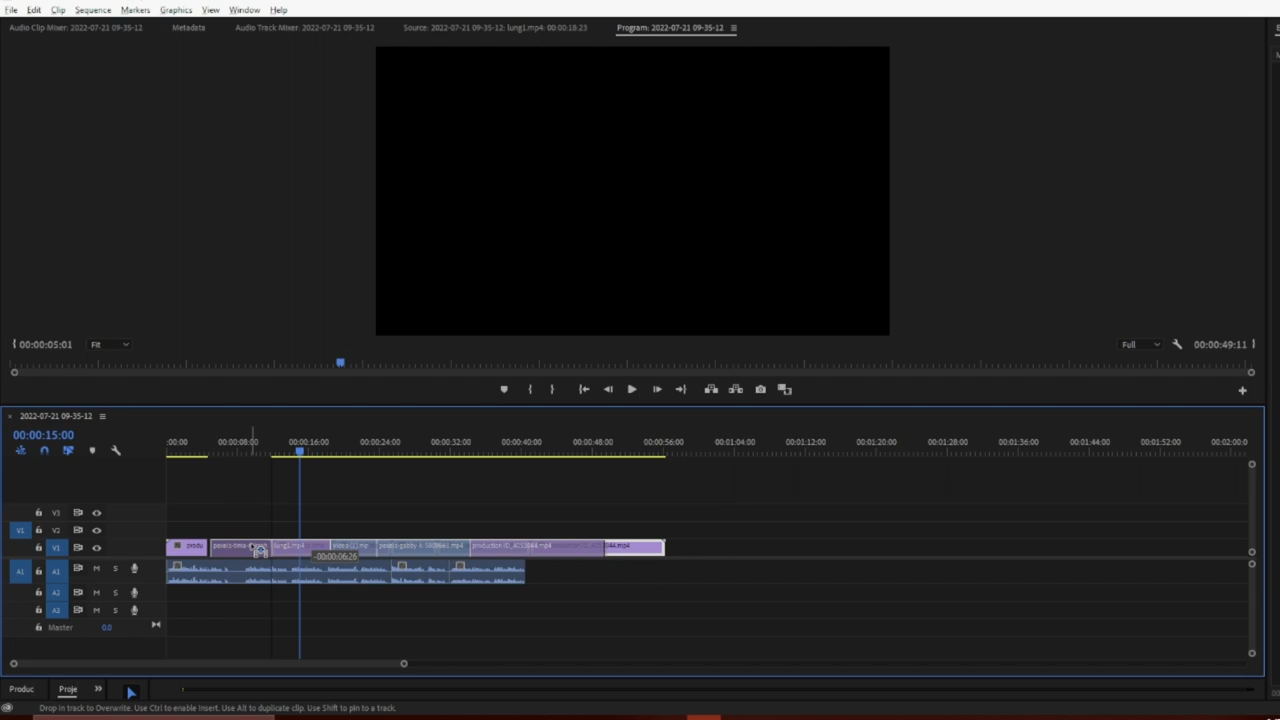 File Edit Clip Sequence Markers Graphics View Window Help
Audio Clip Mixer: 2022-07-21 09-35-12 Metadata Audio Track Mixer: 2022-07-21 09-35-12 Source: 2022-07-21 09-35-12: lung1.mp4: 00:00:18:23 Program: 2022-07-21 09-35-12
00:00:05:01 Fit Full 00:00:49:11
2022-07-21 09-35-12
00:00:15:00 :00:00 00:00:08:00 00:00:16:00 00:00:24:00 00:00:32:00 00:00:40:00 00:00:48:00 00:00:56:00 00:01:04:00 00:01:12:00 00:01:20:00 00:01:28:00 00:01:36:00 00:01:44:00 00:01:52:00 00:02:00:0
V3
V1 V2
V1 produ lung1.mp4
-00:00:06:26
A1 A1 M S
A2 M S
A3 M S
Master 0.0
Produc Proje
Drop in track to Overwrite. Use Ctrl to enable Insert. Use Alt to duplicate clip. Use Shift to pin to a track.